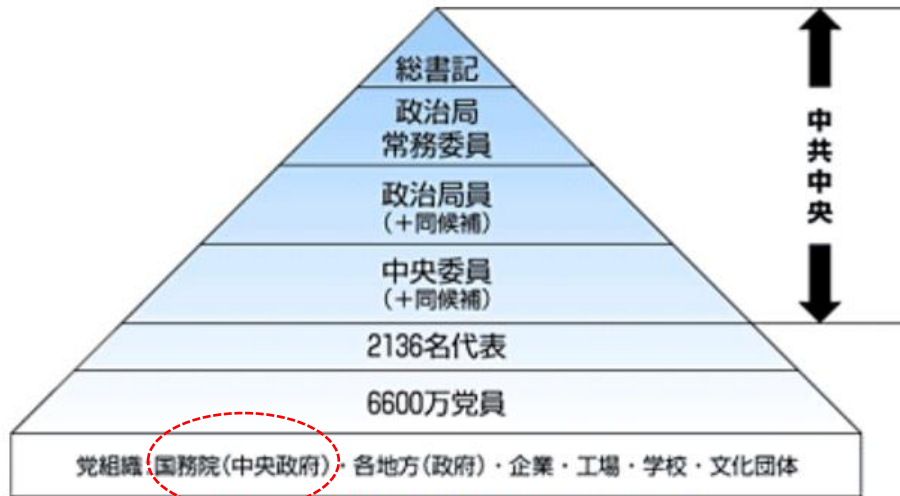 総書記
政治局
常務委員
政治局員
(+同候補)
中央委員
(+同候補)
2136名代表
6600万党員
党組織:国務院(中央政府)・各地方(政府)・企業・工場・学校・文化団体
中共中央